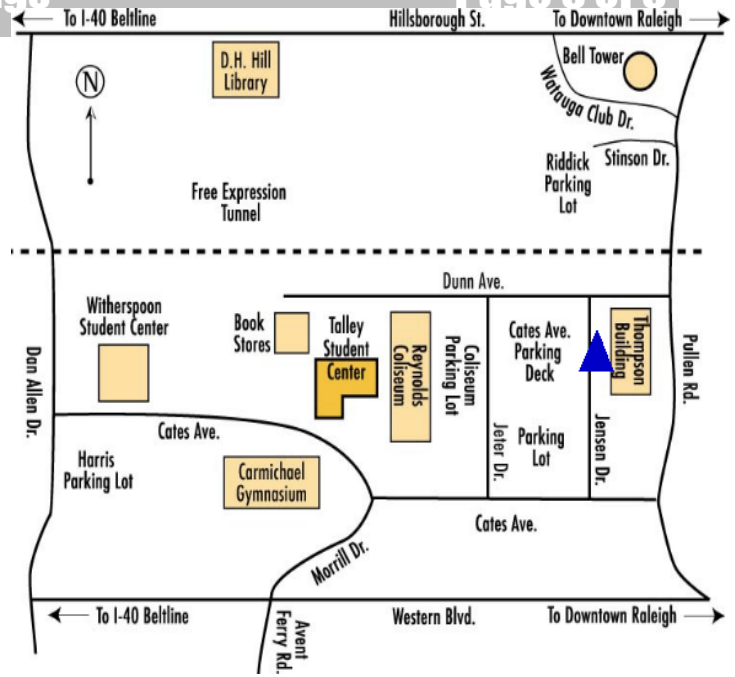 To I-40 Beltline
Hillsborough St.
To Downtown Raleigh
D.H. Hill
Library
Bell Tower
N
Watauga Club Dr.
Stinson Dr.
Riddick
Parking
Lot
Free Expression
Tunnel
Dunn Ave.
Witherspoon
Student Center
Book
Stores
Talley
Student
Center
Reynolds
Coliseum
Coliseum
Parking Lot
Cates Ave.
Parking
Deck
Thompson
Building
Pullen Rd.
Dan Allen Dr.
Cates Ave.
Harris
Parking Lot
Carmichael
Gymnasium
Jeter Dr.
Parking
Lot
Jensen Dr.
Cates Ave.
Morrill Dr.
To I-40 Beltline
Avent
Ferry Rd.
Western Blvd.
To Downtown Raleigh